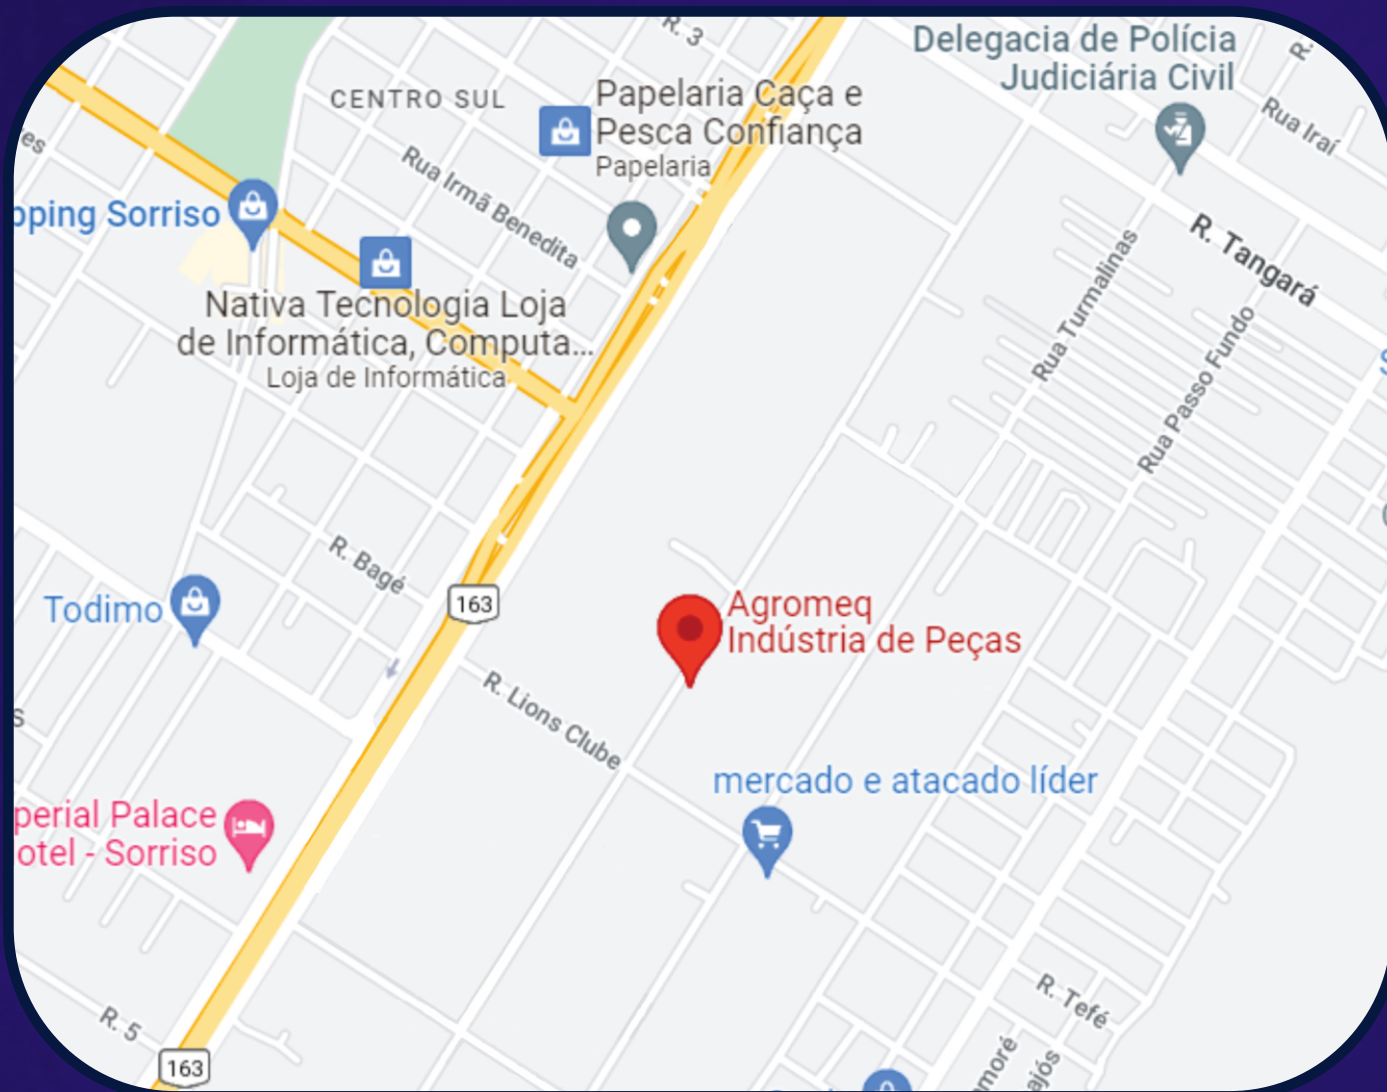 R. 3
Delegacia de Polícia
Judiciária Civil
R.
CENTRO SUL
Papelaria Caça e
Pesca Confiança
Papelaria
Rua Iraí
Rua Irmã Benedita
pping Sorriso
R. Tangará
Rua Turmalinas
Nativa Tecnologia Loja
de Informática, Computa...
Loja de Informática
Rua Passo Fundo
R. Bagé
163
Todimo
Agromeq
Indústria de Peças
R. Lions Clube
mercado e atacado líder
perial Palace
otel - Sorriso
R. Tefé
R. 5
163
moré
ajós